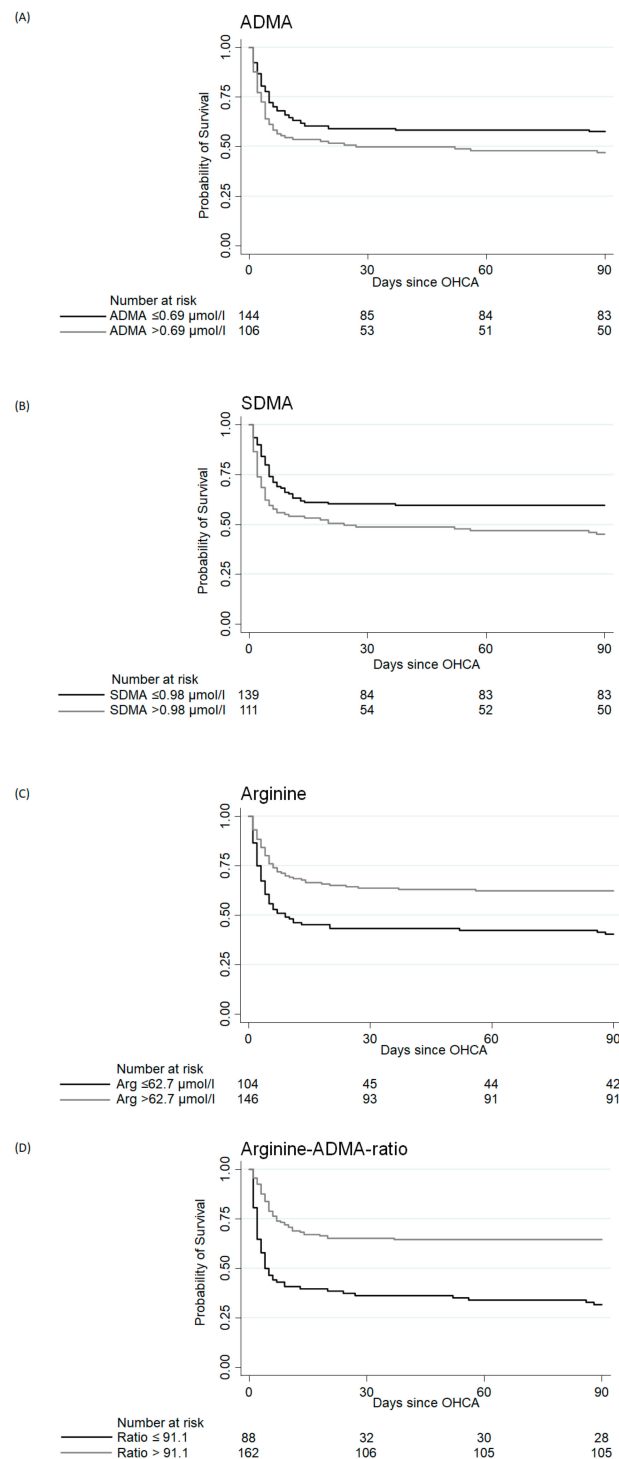 (A)
ADMA
Probability of Survival
1.00
0.75
0.50
0.25
0.00
0 30 60 90
Days since OHCA
Number at risk
ADMA ≤0.69 µmol/l 144 85 84 83
ADMA >0.69 µmol/l 106 53 51 50
(B)
SDMA
Probability of Survival
1.00
0.75
0.50
0.25
0.00
0 30 60 90
Days since OHCA
Number at risk
SDMA ≤0.98 µmol/l 139 84 83 83
SDMA >0.98 µmol/l 111 54 52 50
(C)
Arginine
Probability of Survival
1.00
0.75
0.50
0.25
0.00
0 30 60 90
Days since OHCA
Number at risk
Arg ≤62.7 µmol/l 104 45 44 42
Arg >62.7 µmol/l 146 93 91 91
(D)
Arginine-ADMA-ratio
Probability of Survival
1.00
0.75
0.50
0.25
0.00
0 30 60 90
Days since OHCA
Number at risk
Ratio ≤ 91.1 88 32 30 28
Ratio > 91.1 162 106 105 105